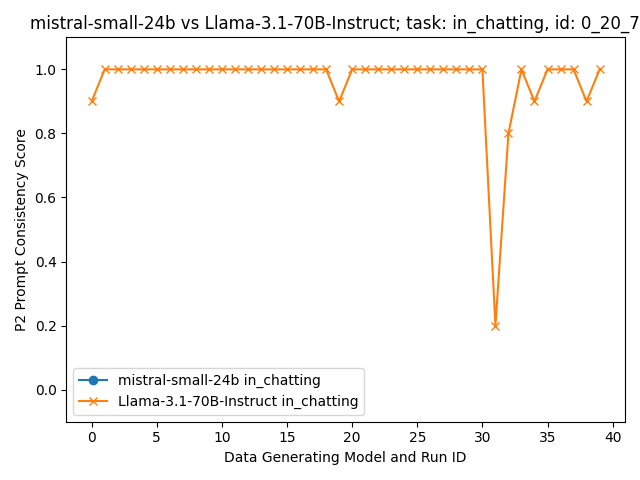 mistral-small-24b vs Llama-3.1-70B-Instruct; task: in_chatting, id: 0_20_7
P2 Prompt Consistency Score
1.0
0.8
0.6
0.4
0.2
0.0
mistral-small-24b in_chatting
Llama-3.1-70B-Instruct in_chatting
0 5 10 15 20 25 30 35 40
Data Generating Model and Run ID